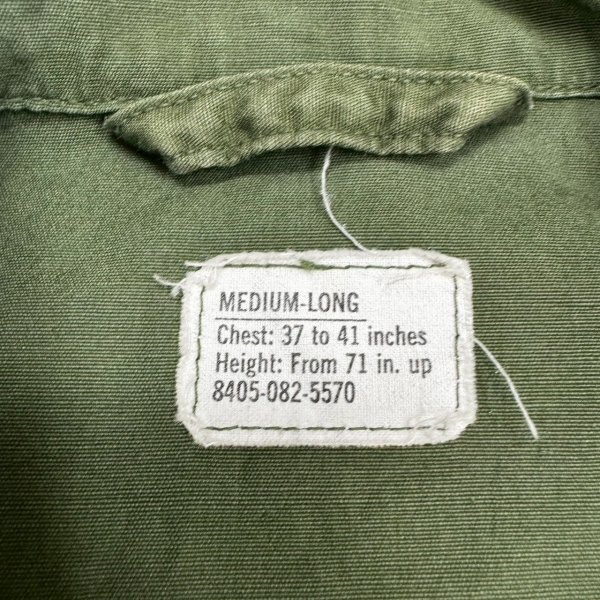 MEDIUM-LONG
Chest: 37 to 41 inches
Height: From 71 in. up
8405-082-5570